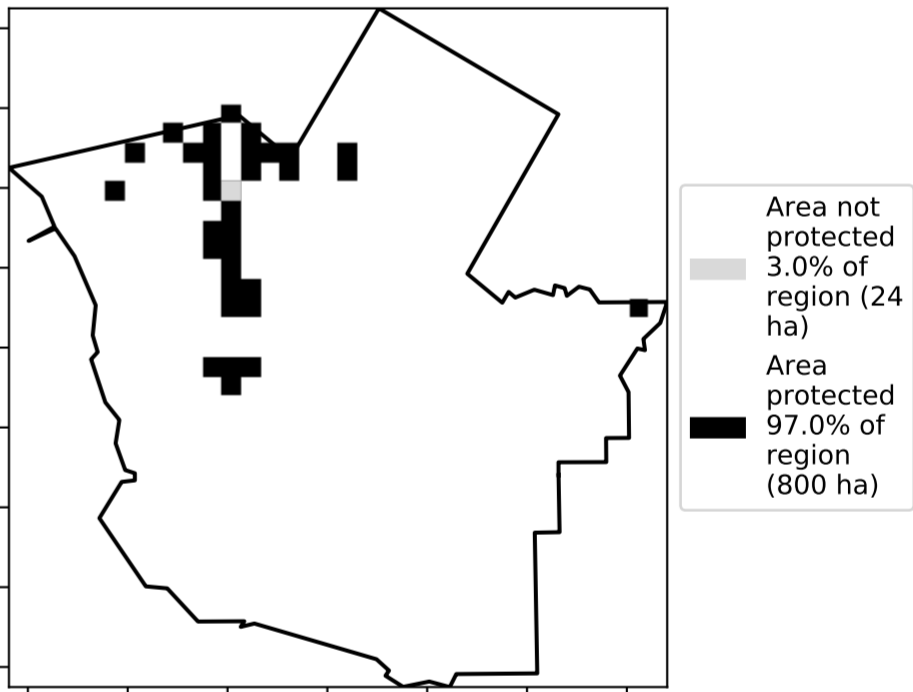 Area not
protected
3.0% of
region (24
ha)
Area
protected
97.0% of
region
(800 ha)